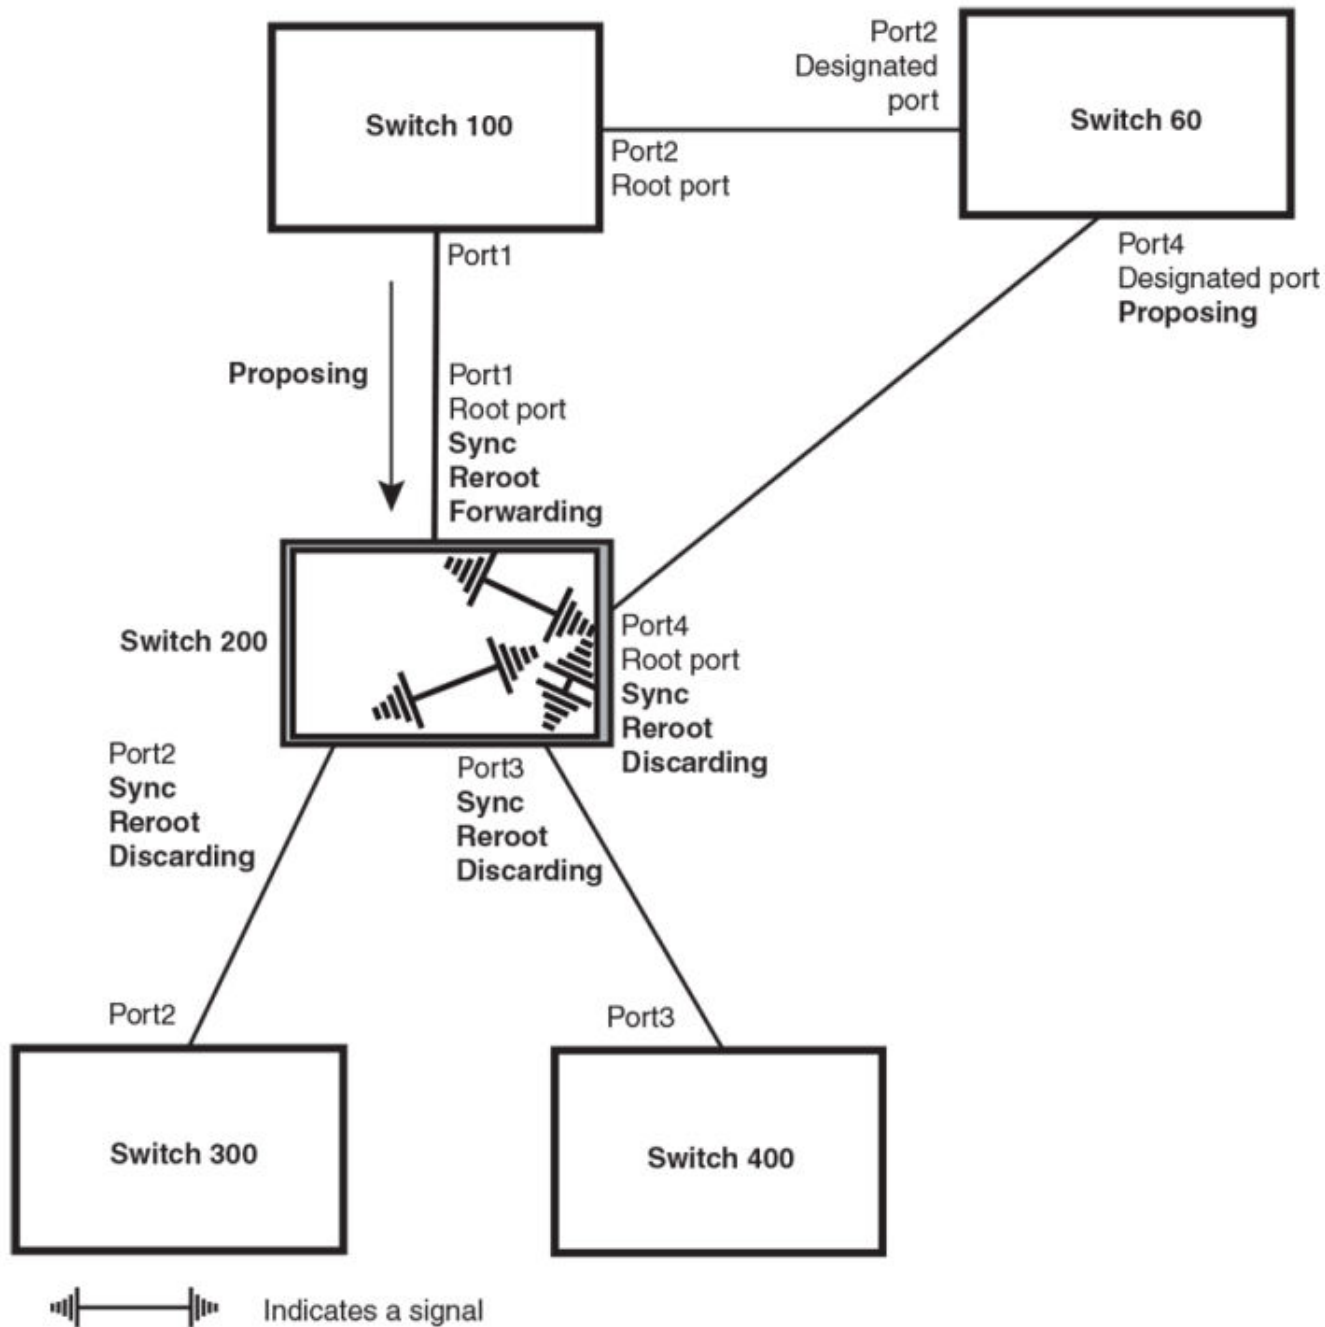 Port2
Designated
port
Switch 100
Switch 60
Port2
Root port
Port1
Port4
Designated port
Proposing
Proposing
Port1
Root port
Sync
Reroot
Forwarding
Switch 200
Port4
Root port
Sync
Reroot
Discarding
Port2
Sync
Reroot
Discarding
Port3
Sync
Reroot
Discarding
Port2
Port3
Switch 300
Switch 400
Indicates a signal